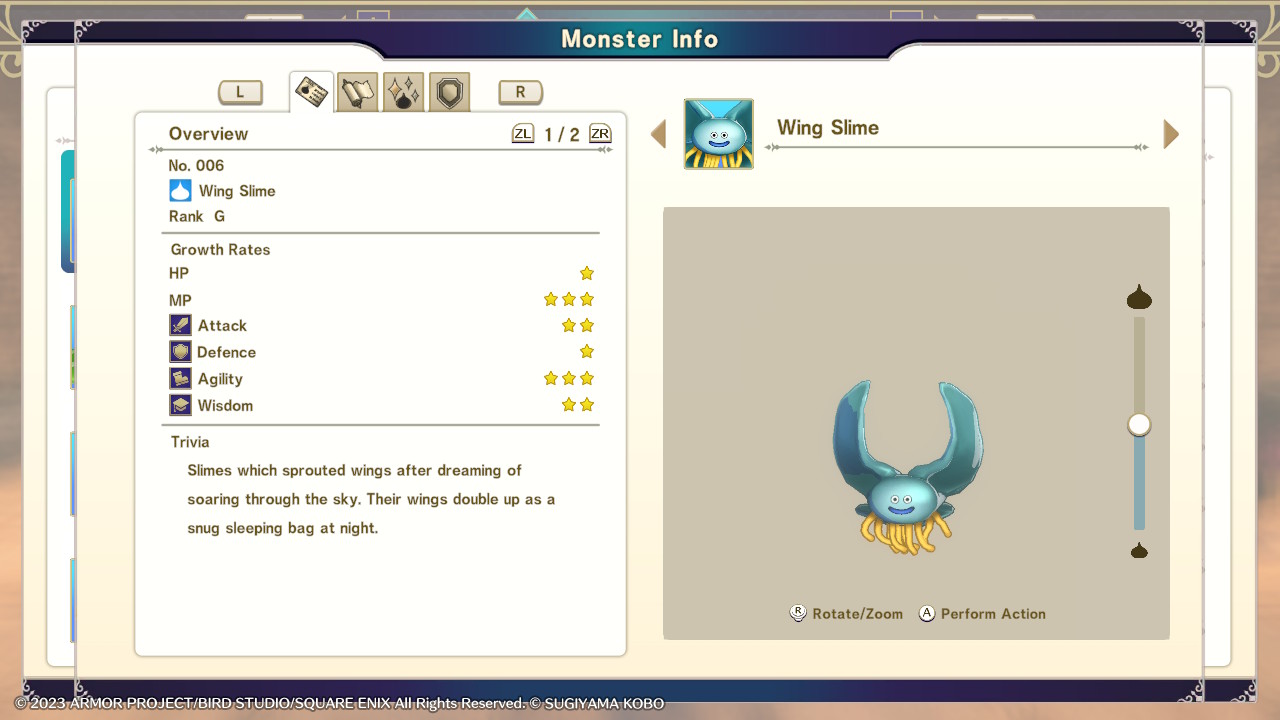 Monster Info
L
R
Overview
ZL 1 / 2 ZR
No. 006
Wing Slime
Rank G
Growth Rates
HP
MP
Attack
Defence
Agility
Wisdom
Trivia
Slimes which sprouted wings after dreaming of
soaring through the sky. Their wings double up as a
snug sleeping bag at night.
Wing Slime
R Rotate/Zoom A Perform Action
© 2023 ARMOR PROJECT/BIRD STUDIO/SQUARE ENIX All Rights Reserved. © SUGIYAMA KOBO